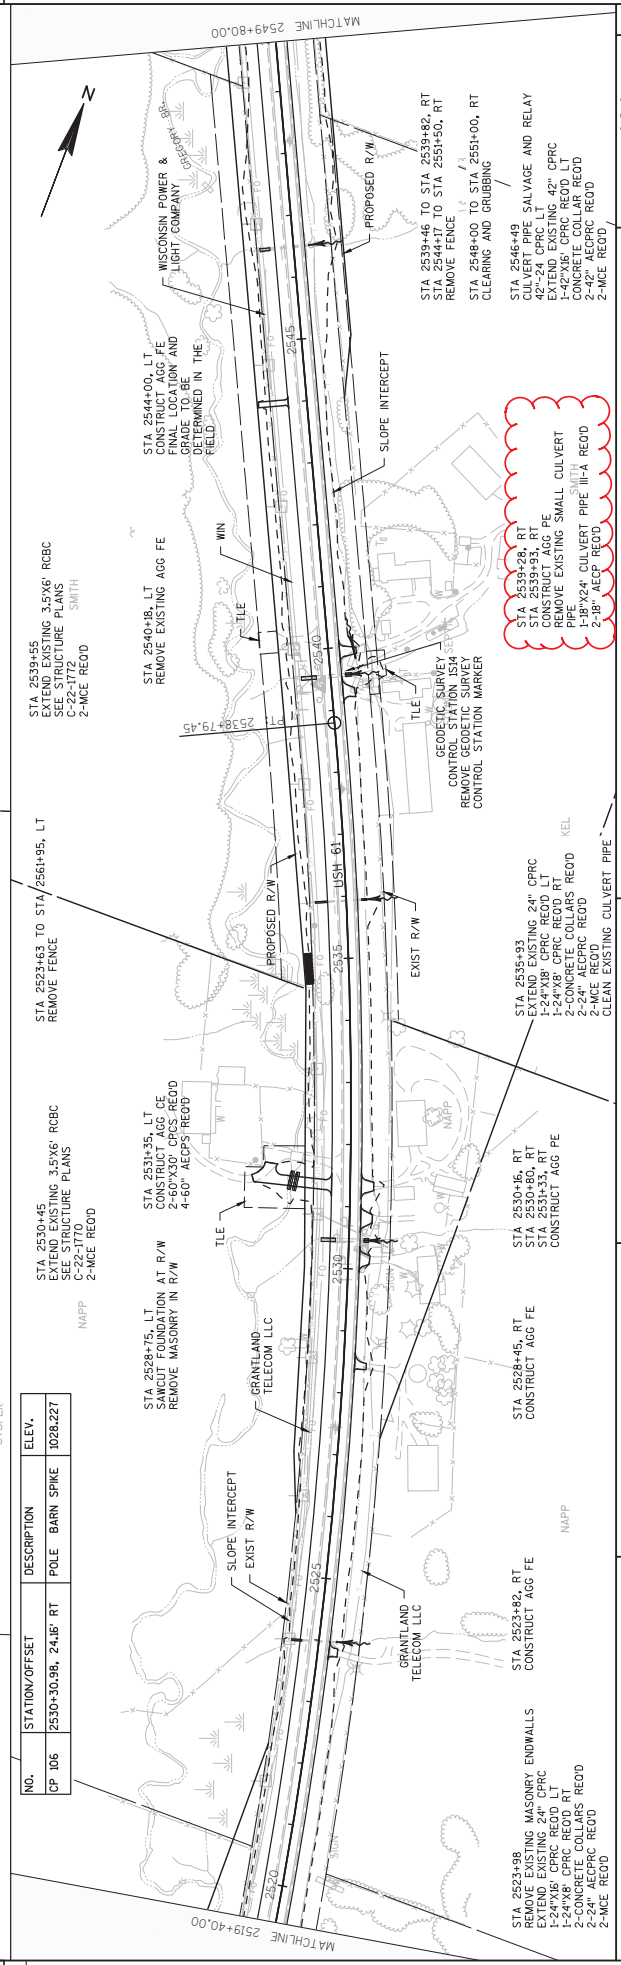 NO.
STATION/OFFSET
DESCRIPTION
ELEV.
CP 106
2530+30.98, 24.16' RT
POLE BARN SPIKE
1028.227
STA 2530+45
EXTEND EXISTING 3.5'X6' RCBC
SEE STRUCTURE PLANS
C-22-1770
2-MCE REQ'D
NAPP
STA 2523+63 TO STA 2561+95, LT
REMOVE FENCE
STA 2539+55
EXTEND EXISTING 3.5'X6' RCBC
SEE STRUCTURE PLANS
C-22-1772
2-MCE REQ'D
SMITH
N
STA 2528+75, LT
SAWCUT FOUNDATION AT R/W
REMOVE MASONRY IN R/W
STA 2531+35, LT
CONSTRUCT AGG CE
2-60"X30' CPCS REQ'D
4-60" AECPS REQ'D
STA 2540+18, LT
REMOVE EXISTING AGG FE
STA 2544+00, LT
CONSTRUCT AGG FE
FINAL LOCATION AND
GRADE TO BE
DETERMINED IN THE
FIELD
WISCONSIN POWER &
LIGHT COMPANY
GREGORY BR.
SLOPE INTERCEPT
EXIST R/W
GRANTLAND
TELECOM LLC
TLE
PROPOSED R/W
PT. 2538+79.45
TLE
WIN
MATCHLINE 2519+40.00
2520
2525
2530
2535
USH 61
2540
2545
MATCHLINE 2549+80.00
FO
FO
FO
FO
FO
FO
W
W
SIGN
SIGN
GRANTLAND
TELECOM LLC
NAPP
W
EXIST R/W
TLE
GEODETIC SURVEY
CONTROL STATION 1S14
REMOVE GEODETIC SURVEY
CONTROL STATION MARKER
W
W
SLOPE INTERCEPT
PROPOSED R/W
STA 2539+46 TO STA 2539+82, RT
STA 2544+17 TO STA 2551+50, RT
REMOVE FENCE
STA 2548+00 TO STA 2551+00, RT
CLEARING AND GRUBBING
STA 2523+98
REMOVE EXISTING MASONRY ENDWALLS
EXTEND EXISTING 24" CPRC
1-24"X16' CPRC REQ'D LT
1-24"X8' CPRC REQ'D RT
2-CONCRETE COLLARS REQ'D
2-24" AECPRC REQ'D
2-MCE REQ'D
STA 2523+82, RT
CONSTRUCT AGG FE
NAPP
STA 2528+45, RT
CONSTRUCT AGG FE
STA 2530+16, RT
STA 2530+80, RT
STA 2531+33, RT
CONSTRUCT AGG PE
STA 2535+93
EXTEND EXISTING 24" CPRC
1-24"X18' CPRC REQ'D LT
1-24"X8' CPRC REQ'D RT
2-CONCRETE COLLARS REQ'D
2-24" AECPRC REQ'D
2-MCE REQ'D
CLEAN EXISTING CULVERT PIPE
KEL
STA 2539+28, RT
STA 2539+93, RT
CONSTRUCT AGG PE
REMOVE EXISTING SMALL CULVERT
PIPE
1-18"X24' CULVERT PIPE III-A REQ'D
2-18" AECP REQ'D
SMITH
STA 2546+49
CULVERT PIPE SALVAGE AND RELAY
42"-24 CPRC LT
EXTEND EXISTING 42" CPRC
1-42"X16' CPRC REQ'D LT
CONCRETE COLLAR REQ'D
2-42" AECPRC REQ'D
2-MCE REQ'D